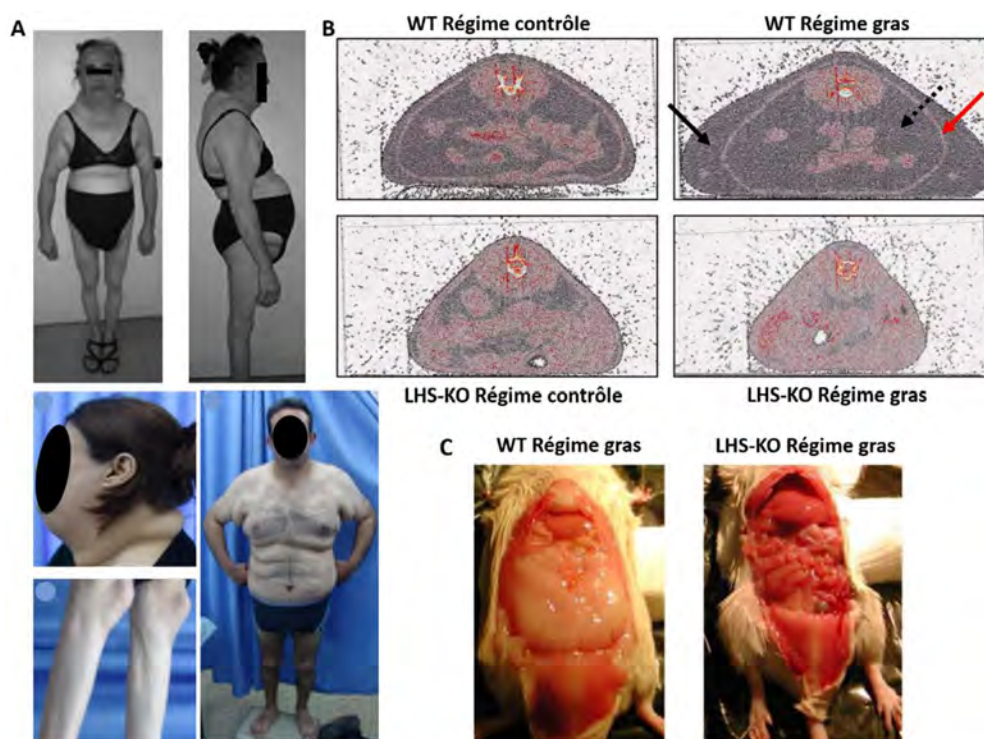 A
B
WT Régime contrôle
WT Régime gras
LHS-KO Régime contrôle
LHS-KO Régime gras
C
WT Régime gras
LHS-KO Régime gras